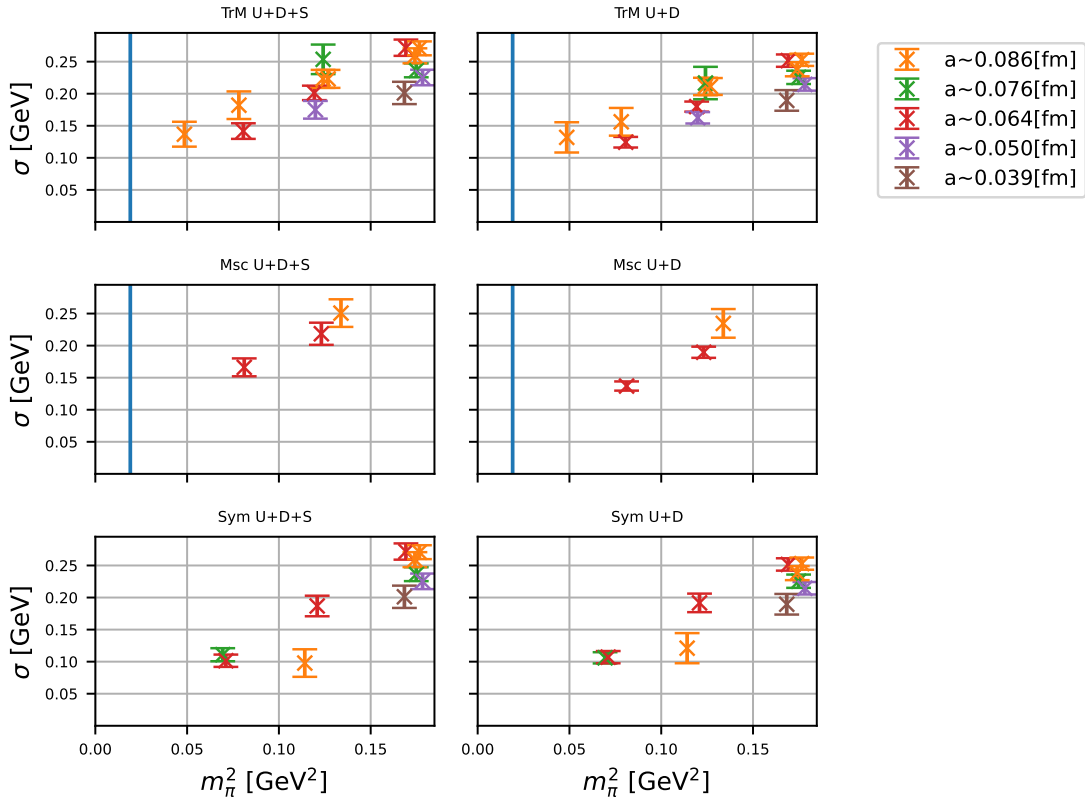 TrM U+D+S
TrM U+D
σ [GeV]
0.25
0.20
0.15
0.10
0.05
a~0.086[fm]
a~0.076[fm]
a~0.064[fm]
a~0.050[fm]
a~0.039[fm]
Msc U+D+S
Msc U+D
σ [GeV]
0.25
0.20
0.15
0.10
0.05
Sym U+D+S
Sym U+D
σ [GeV]
0.25
0.20
0.15
0.10
0.05
0.00 0.05 0.10 0.15
0.00 0.05 0.10 0.15
m²π [GeV²]
m²π [GeV²]